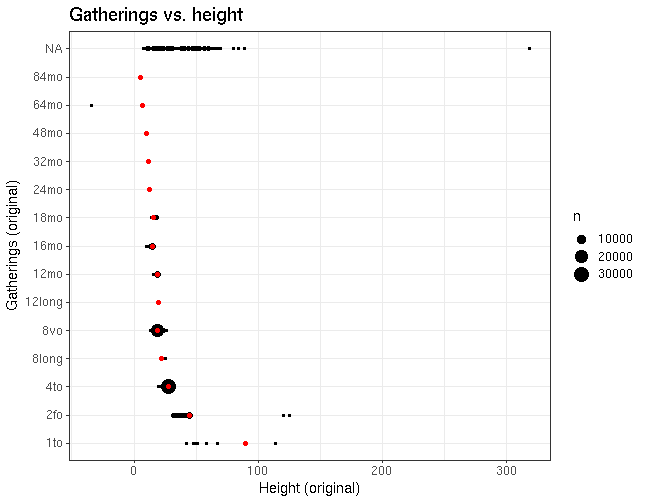 Gatherings vs. height
Gatherings (original)
NA
84mo
64mo
48mo
32mo
24mo
18mo
16mo
12mo
12long
8vo
8long
4to
2fo
1to
0 100 200 300
Height (original)
n
10000
20000
30000